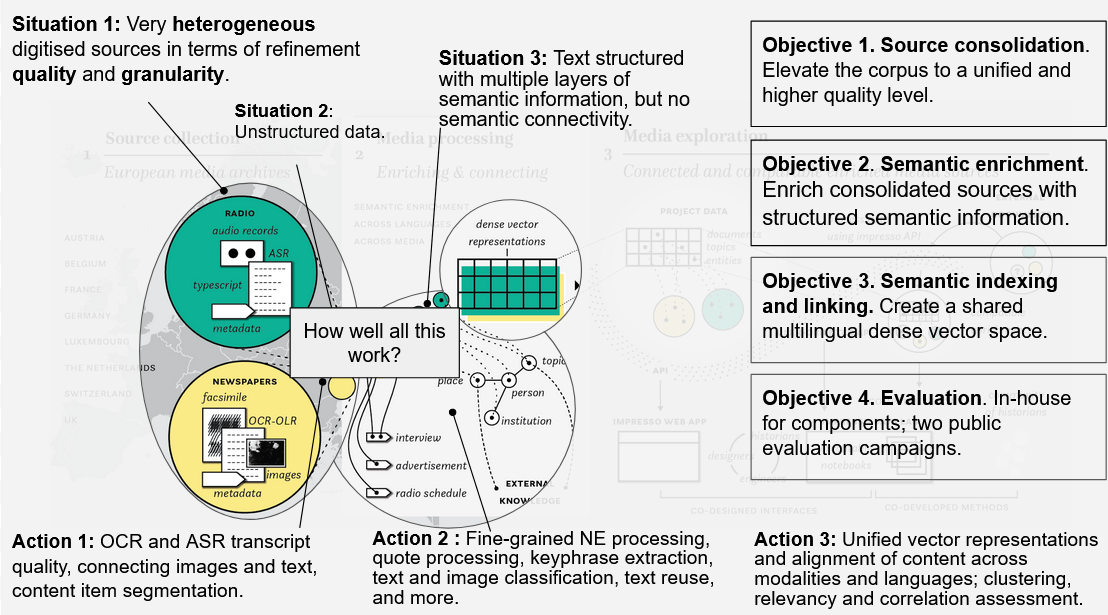 Situation 1: Very heterogeneous
digitised sources in terms of refinement
quality and granularity.
Situation 2:
Unstructured data.
Situation 3: Text structured
with multiple layers of
semantic information, but no
semantic connectivity.
Objective 1. Source consolidation.
Elevate the corpus to a unified and
higher quality level.
Objective 2. Semantic enrichment.
Enrich consolidated sources with
structured semantic information.
Objective 3. Semantic indexing
and linking. Create a shared
multilingual dense vector space.
Objective 4. Evaluation. In-house
for components; two public
evaluation campaigns.
1
Source collection
European media archives
2
Media processing
Enriching & connecting
3
Media exploration
Connected and comparable enriched media sources
SEMANTIC ENRICHMENT
ACROSS LANGUAGES
ACROSS MEDIA
AUSTRIA
BELGIUM
FRANCE
GERMANY
LUXEMBOURG
THE NETHERLANDS
SWITZERLAND
UK
RADIO
audio records
ASR
typescript
metadata
NEWSPAPERS
facsimile
OCR-OLR
images
metadata
How well all this
work?
dense vector
representations
topic
place
person
institution
interview
advertisement
radio schedule
EXTERNAL
KNOWLEDGE
PROJECT DATA
documents
topics
entities
using impresso API
API
IMPRESSO WEB APP
historians
designers
notebooks
of historians
CO-DESIGNED INTERFACES
CO-DEVELOPED METHODS
Action 1: OCR and ASR transcript
quality, connecting images and text,
content item segmentation.
Action 2 : Fine-grained NE processing,
quote processing, keyphrase extraction,
text and image classification, text reuse,
and more.
Action 3: Unified vector representations
and alignment of content across
modalities and languages; clustering,
relevancy and correlation assessment.